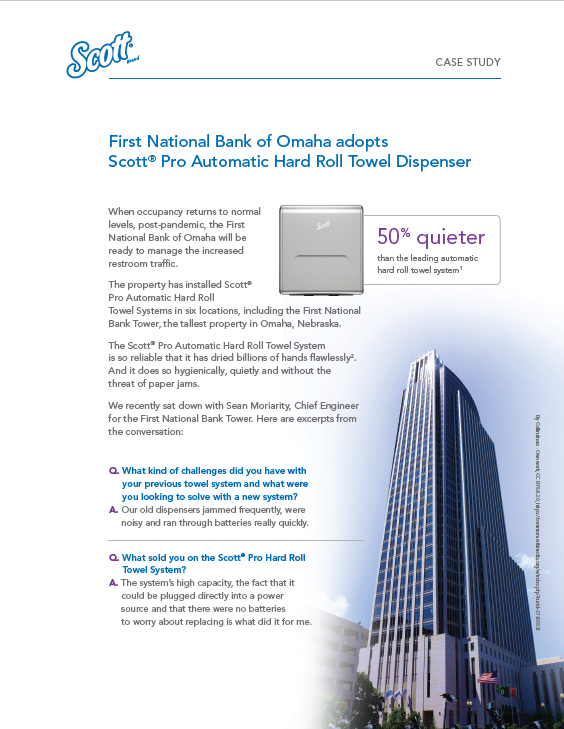 Scott®
Brand
CASE STUDY
First National Bank of Omaha adopts
Scott® Pro Automatic Hard Roll Towel Dispenser
When occupancy returns to normal
levels, post-pandemic, the First
National Bank of Omaha will be
ready to manage the increased
restroom traffic.
The property has installed Scott®
Pro Automatic Hard Roll
Towel Systems in six locations, including the First National
Bank Tower, the tallest property in Omaha, Nebraska.
The Scott® Pro Automatic Hard Roll Towel System
is so reliable that it has dried billions of hands flawlessly².
And it does so hygienically, quietly and without the
threat of paper jams.
We recently sat down with Sean Moriarity, Chief Engineer
for the First National Bank Tower. Here are excerpts from
the conversation:
Scott
50% quieter
than the leading automatic
hard roll towel system¹
Q. What kind of challenges did you have with
your previous towel system and what were
you looking to solve with a new system?
A. Our old dispensers jammed frequently, were
noisy and ran through batteries really quickly.
Q. What sold you on the Scott® Pro Hard Roll
Towel System?
A. The system's high capacity, the fact that it
could be plugged directly into a power
source and that there were no batteries
to worry about replacing is what did it for me.